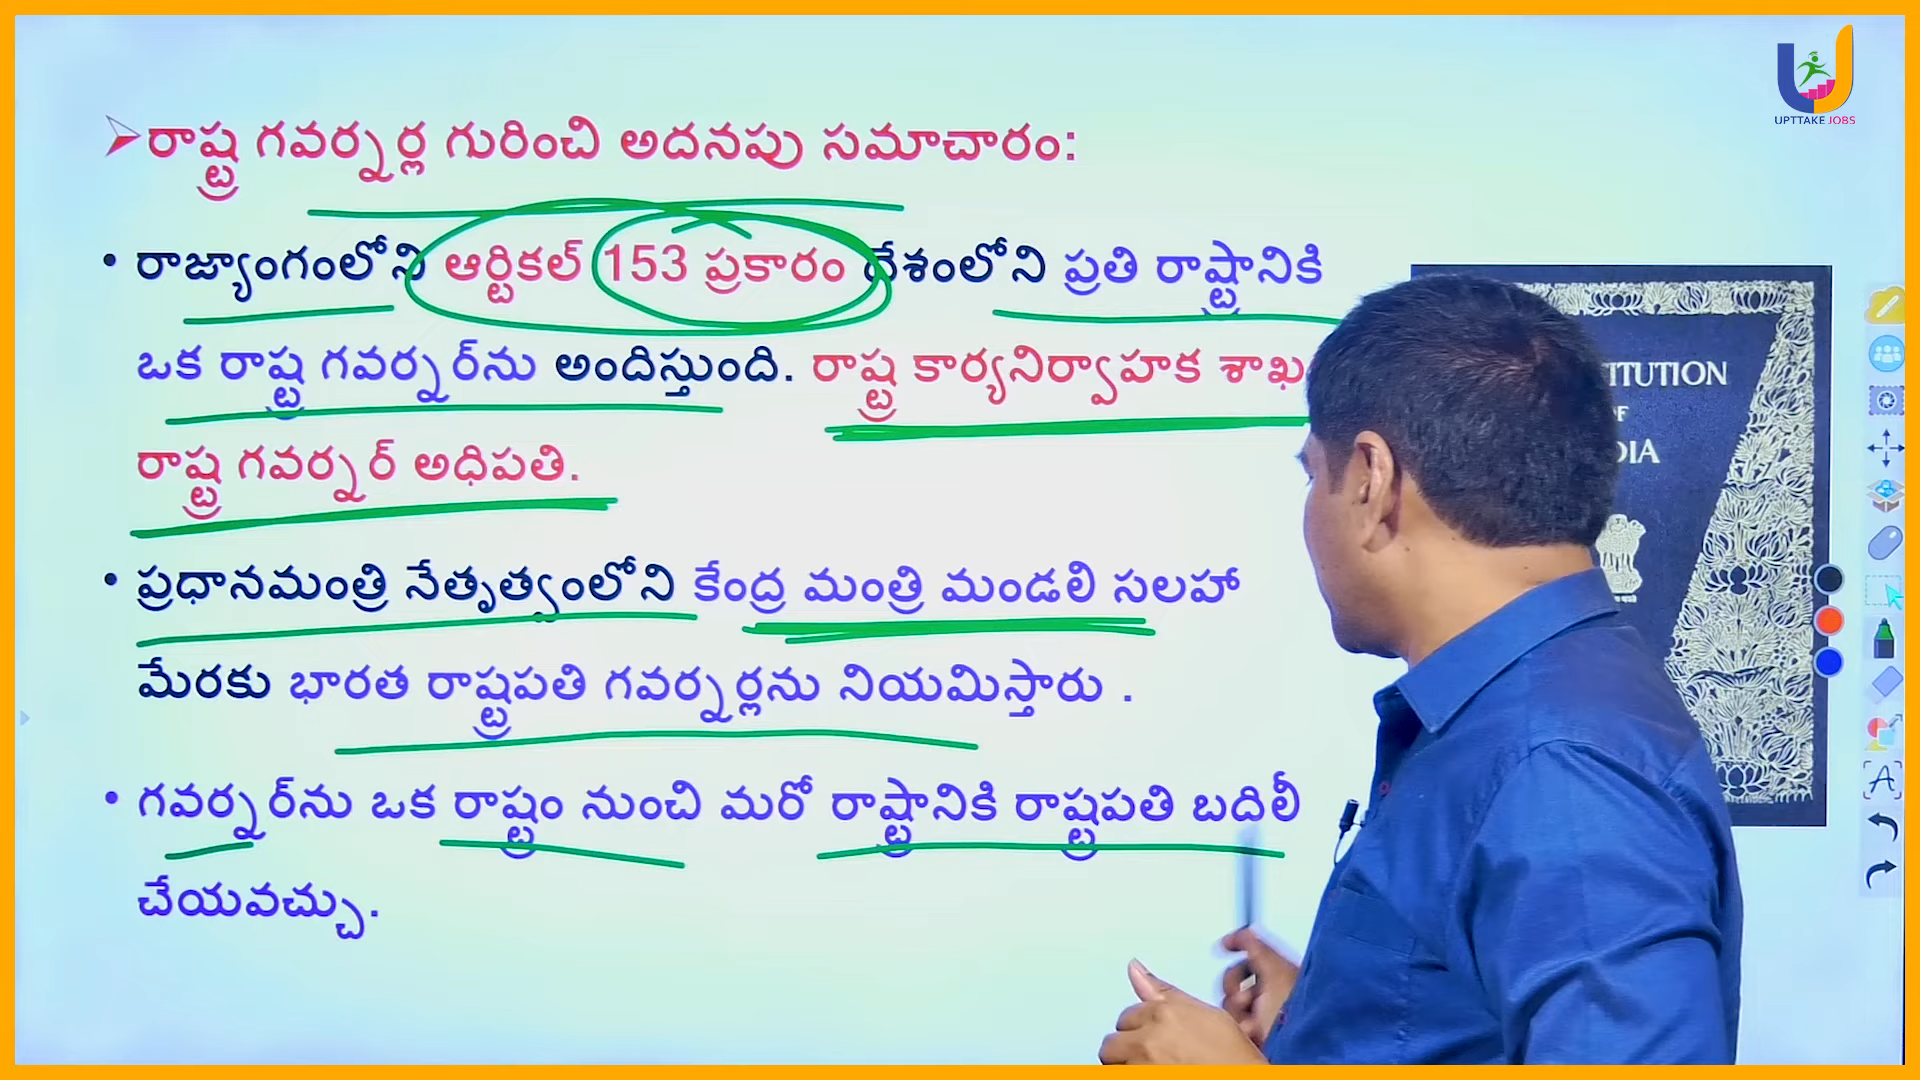 UPTTAKE JOBS
రాష్ట్ర గవర్నర్ల గురించి అదనపు సమాచారం:
• రాజ్యాంగంలోని ఆర్టికల్ 153 ప్రకారం దేశంలోని ప్రతి రాష్ట్రానికి
ఒక రాష్ట్ర గవర్నర్‌ను అందిస్తుంది. రాష్ట్ర కార్యనిర్వాహక శాఖ
రాష్ట్ర గవర్నర్ అధిపతి.
• ప్రధానమంత్రి నేతృత్వంలోని కేంద్ర మంత్రి మండలి సలహా
మేరకు భారత రాష్ట్రపతి గవర్నర్లను నియమిస్తారు .
• గవర్నర్‌ను ఒక రాష్ట్రం నుంచి మరో రాష్ట్రానికి రాష్ట్రపతి బదిలీ
చేయవచ్చు.